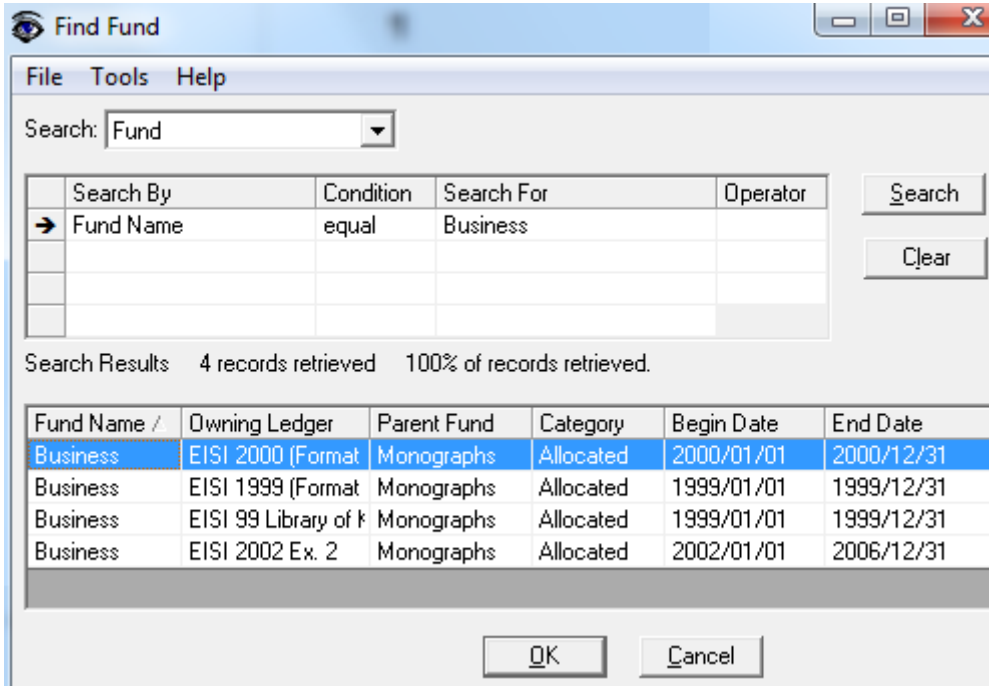 Find Fund
File Tools Help
Search: Fund
Search By Condition Search For Operator Search
Fund Name equal Business
Clear
Search Results 4 records retrieved 100% of records retrieved.
Fund Name Owning Ledger Parent Fund Category Begin Date End Date
Business EISI 2000 (Format Monographs Allocated 2000/01/01 2000/12/31
Business EISI 1999 (Format Monographs Allocated 1999/01/01 1999/12/31
Business EISI 99 Library of Monographs Allocated 1999/01/01 1999/12/31
Business EISI 2002 Ex. 2 Monographs Allocated 2002/01/01 2006/12/31
OK Cancel